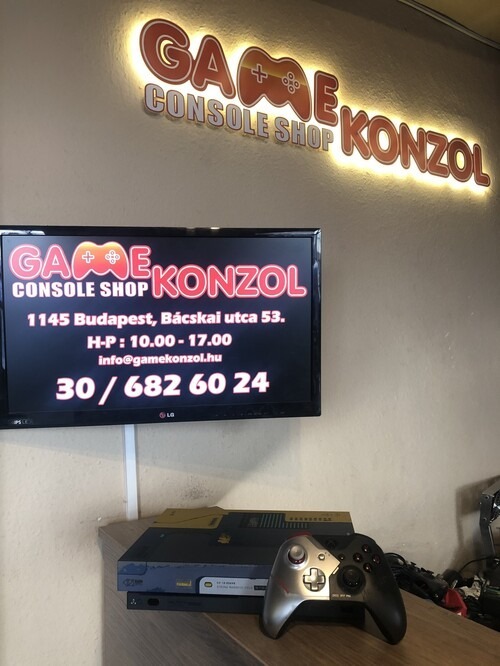 GAME
CONSOLE SHOP
KONZOL
GAME
CONSOLE SHOP KONZOL
1145 Budapest, Bácskai utca 53.
H-P : 10.00 - 17.00
info@gamekonzol.hu
30 / 682 60 24
LG